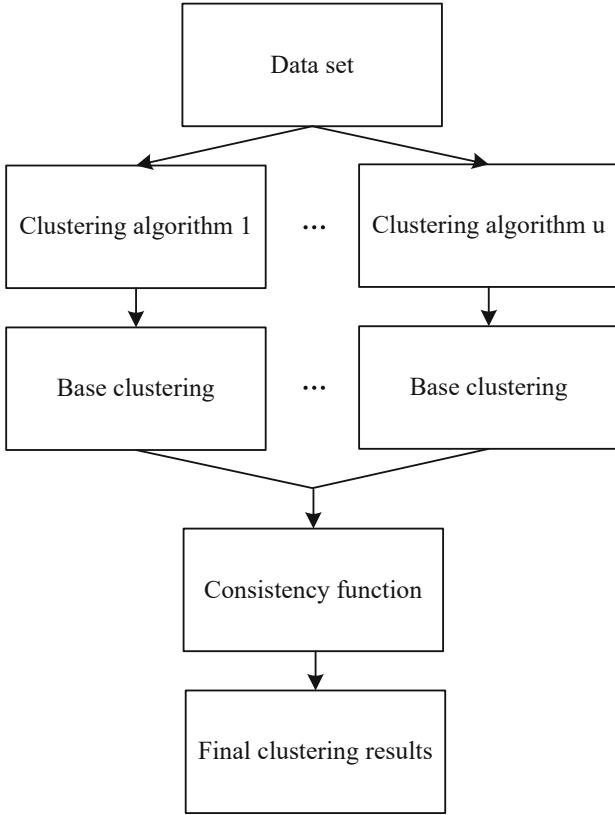 Data set
Clustering algorithm 1 ... Clustering algorithm u
Base clustering ... Base clustering
Consistency function
Final clustering results